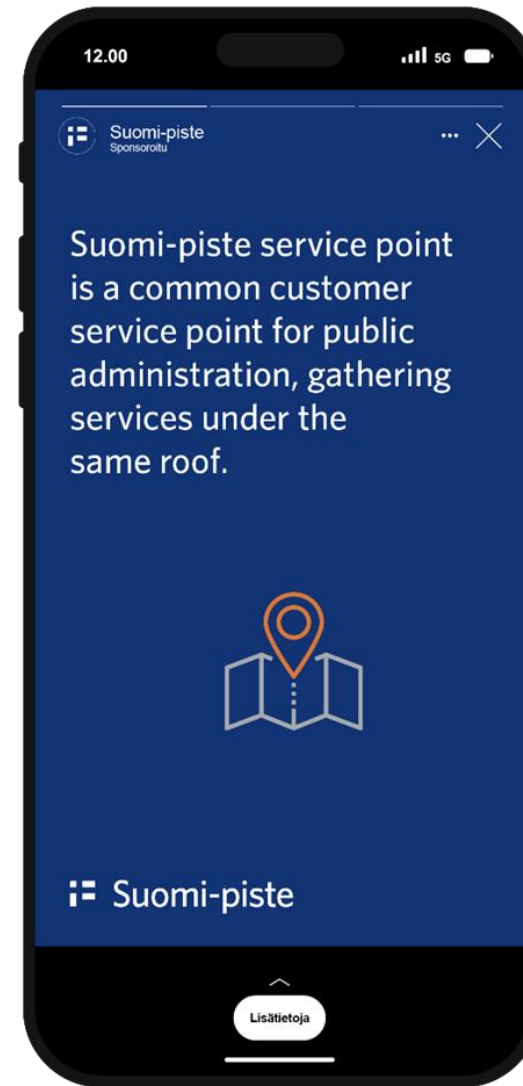 12.00
5G
Suomi-piste
Sponsoroitu
Suomi-piste service point
is a common customer
service point for public
administration, gathering
services under the
same roof.
Suomi-piste
Lisätietoja